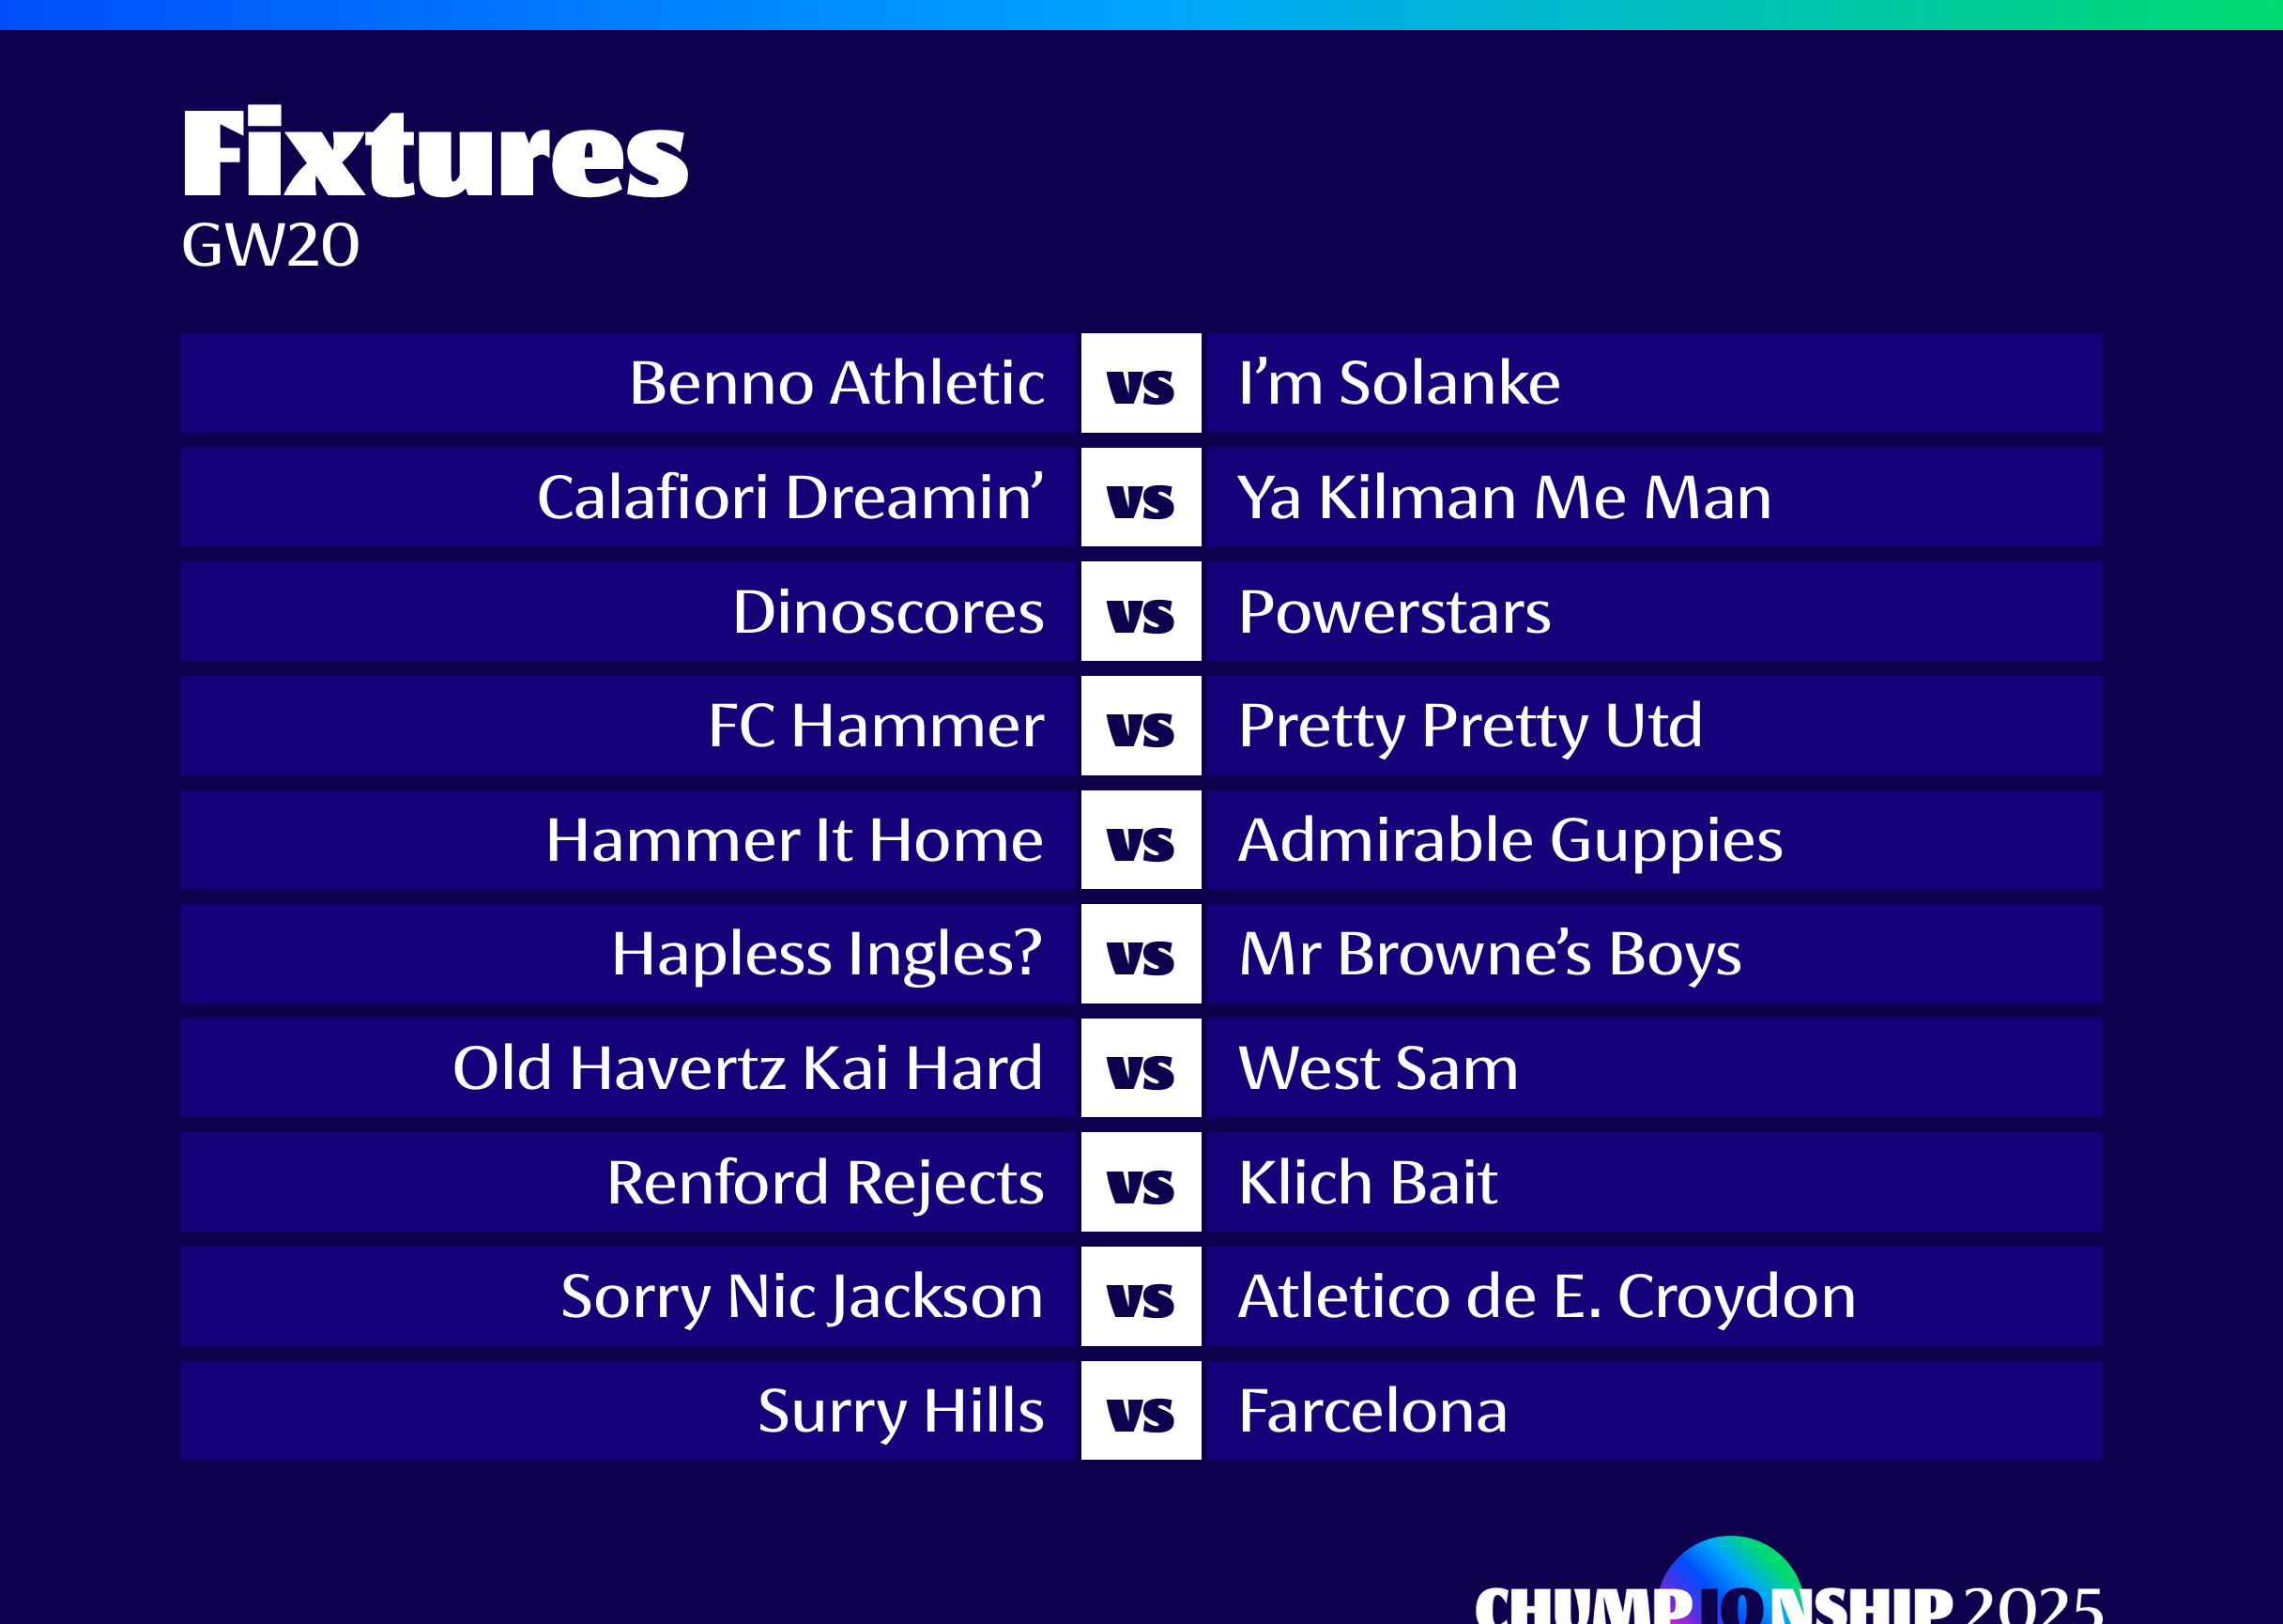 Fixtures
GW20
Benno Athletic vs I’m Solanke
Calafiori Dreamin’ vs Ya Kilman Me Man
Dinoscores vs Powerstars
FC Hammer vs Pretty Pretty Utd
Hammer It Home vs Admirable Guppies
Hapless Ingles? vs Mr Browne’s Boys
Old Havertz Kai Hard vs West Sam
Renford Rejects vs Klich Bait
Sorry Nic Jackson vs Atletico de E. Croydon
Surry Hills vs Farcelona
CHUMPIONSHIP 2025